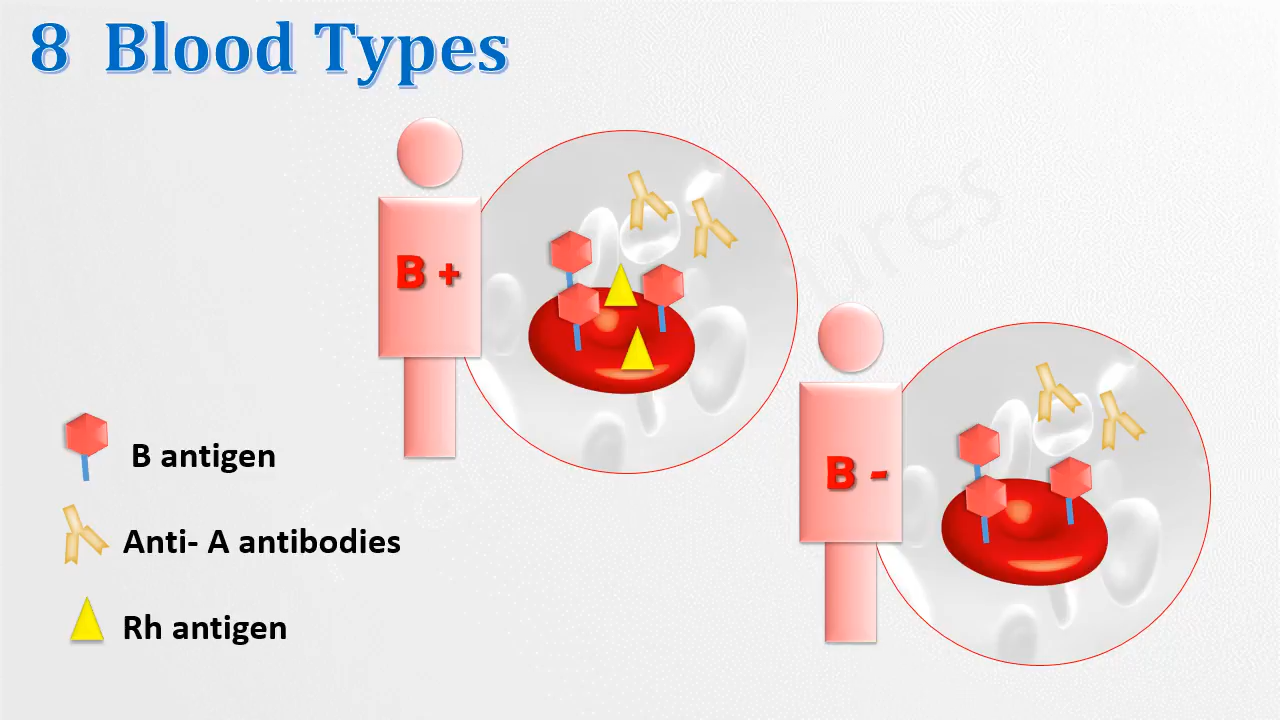 8 Blood Types
B +
B -
B antigen
Anti- A antibodies
Rh antigen